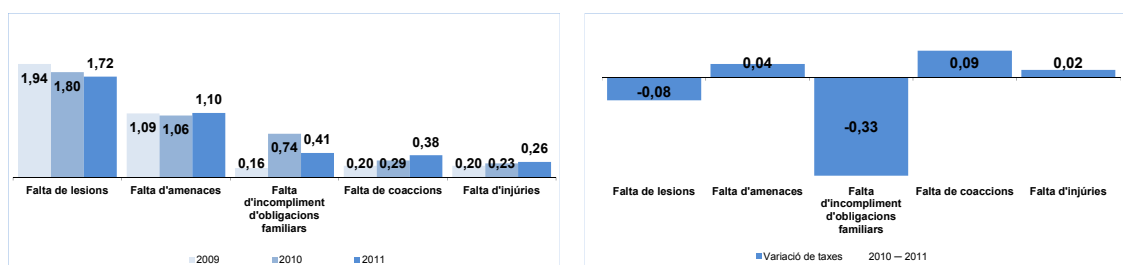 1,94
1,80
1,72
1,09
1,06
1,10
0,16
0,74
0,41
0,20
0,29
0,38
0,20
0,23
0,26
Falta de lesions
Falta d'amenaces
Falta
d'incompliment
d'obligacions
familiars
Falta de coaccions
Falta d'injúries
2009
2010
2011
-0,08
0,04
-0,33
0,09
0,02
Falta de lesions
Falta d'amenaces
Falta
d'incompliment
d'obligacions
familiars
Falta de coaccions
Falta d'injúries
Variació de taxes 2010 — 2011